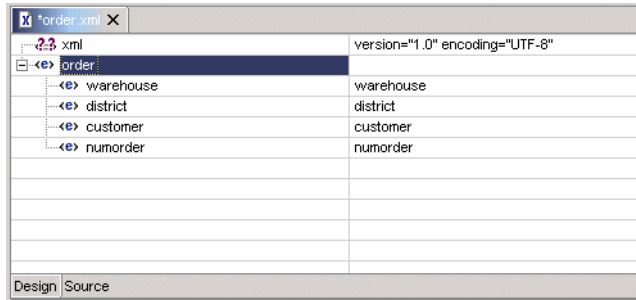 *order.xml
?-? xml version="1.0" encoding="UTF-8"
<e> order
<e> warehouse warehouse
<e> district district
<e> customer customer
<e> numorder numorder
Design Source